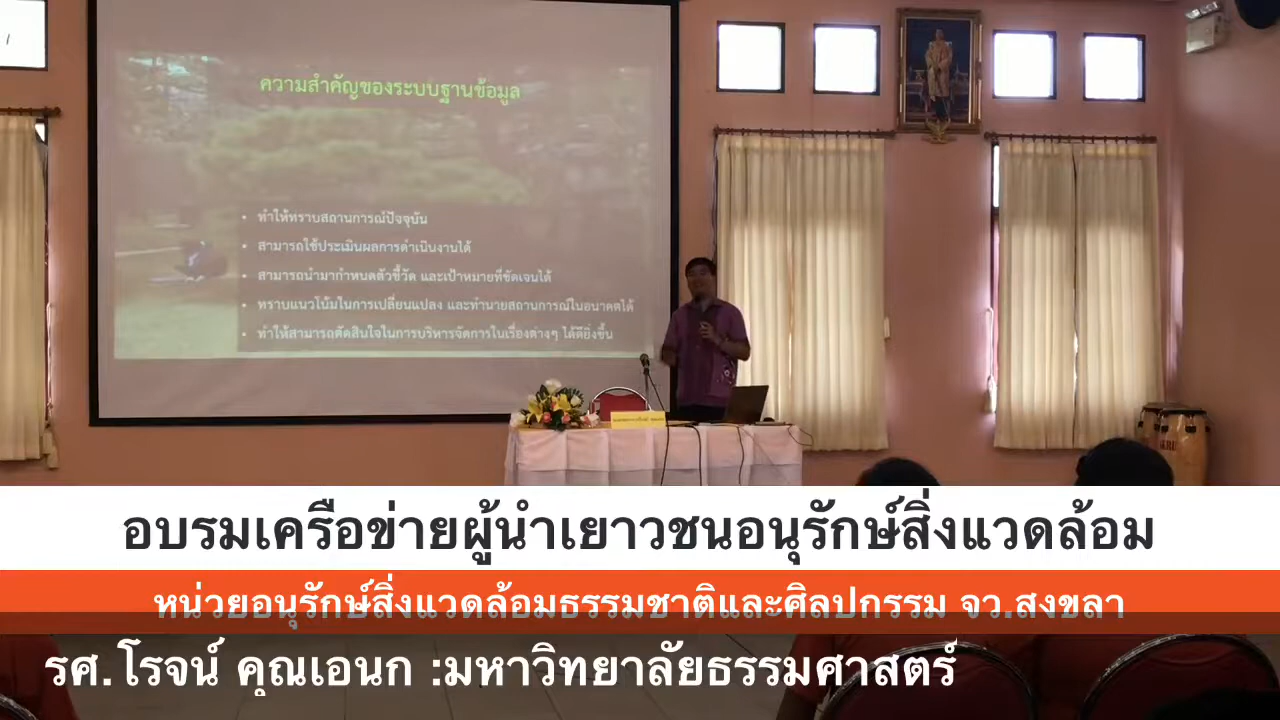 ความสำคัญของระบบฐานข้อมูล
• ทำให้ทราบสถานการณ์ปัจจุบัน
• สามารถใช้ประเมินผลการดำเนินงานได้
• สามารถนำมากำหนดตัวชี้วัด และเป้าหมายที่ชัดเจนได้
• ทราบแนวโน้มในการเปลี่ยนแปลง และทำนายสถานการณ์ในอนาคตได้
• ทำให้สามารถตัดสินใจในการบริหารจัดการในเรื่องต่างๆ ได้ดียิ่งขึ้น
อบรมเครือข่ายผู้นำเยาวชนอนุรักษ์สิ่งแวดล้อม
หน่วยอนุรักษ์สิ่งแวดล้อมธรรมชาติและศิลปกรรม จว.สงขลา
รศ.โรจน์ คุณเอนก :มหาวิทยาลัยธรรมศาสตร์